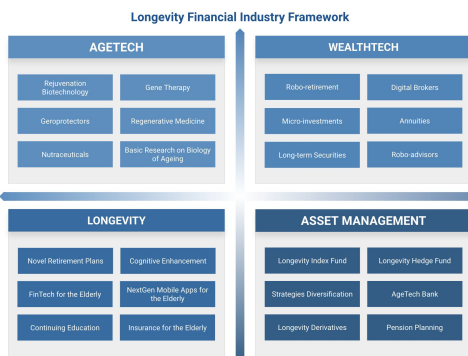 Longevity Financial Industry Framework
AGETECH
Rejuvenation
Biotechnology
Gene Therapy
Geroprotectors
Regenerative Medicine
Nutraceuticals
Basic Research on Biology
of Ageing
WEALTHTECH
Robo-retirement
Digital Brokers
Micro-investments
Annuities
Long-term Securities
Robo-advisors
LONGEVITY
Novel Retirement Plans
Cognitive Enhancement
FinTech for the Elderly
NextGen Mobile Apps for
the Elderly
Continuing Education
Insurance for the Elderly
ASSET MANAGEMENT
Longevity Index Fund
Longevity Hedge Fund
Strategies Diversification
AgeTech Bank
Longevity Derivatives
Pension Planning